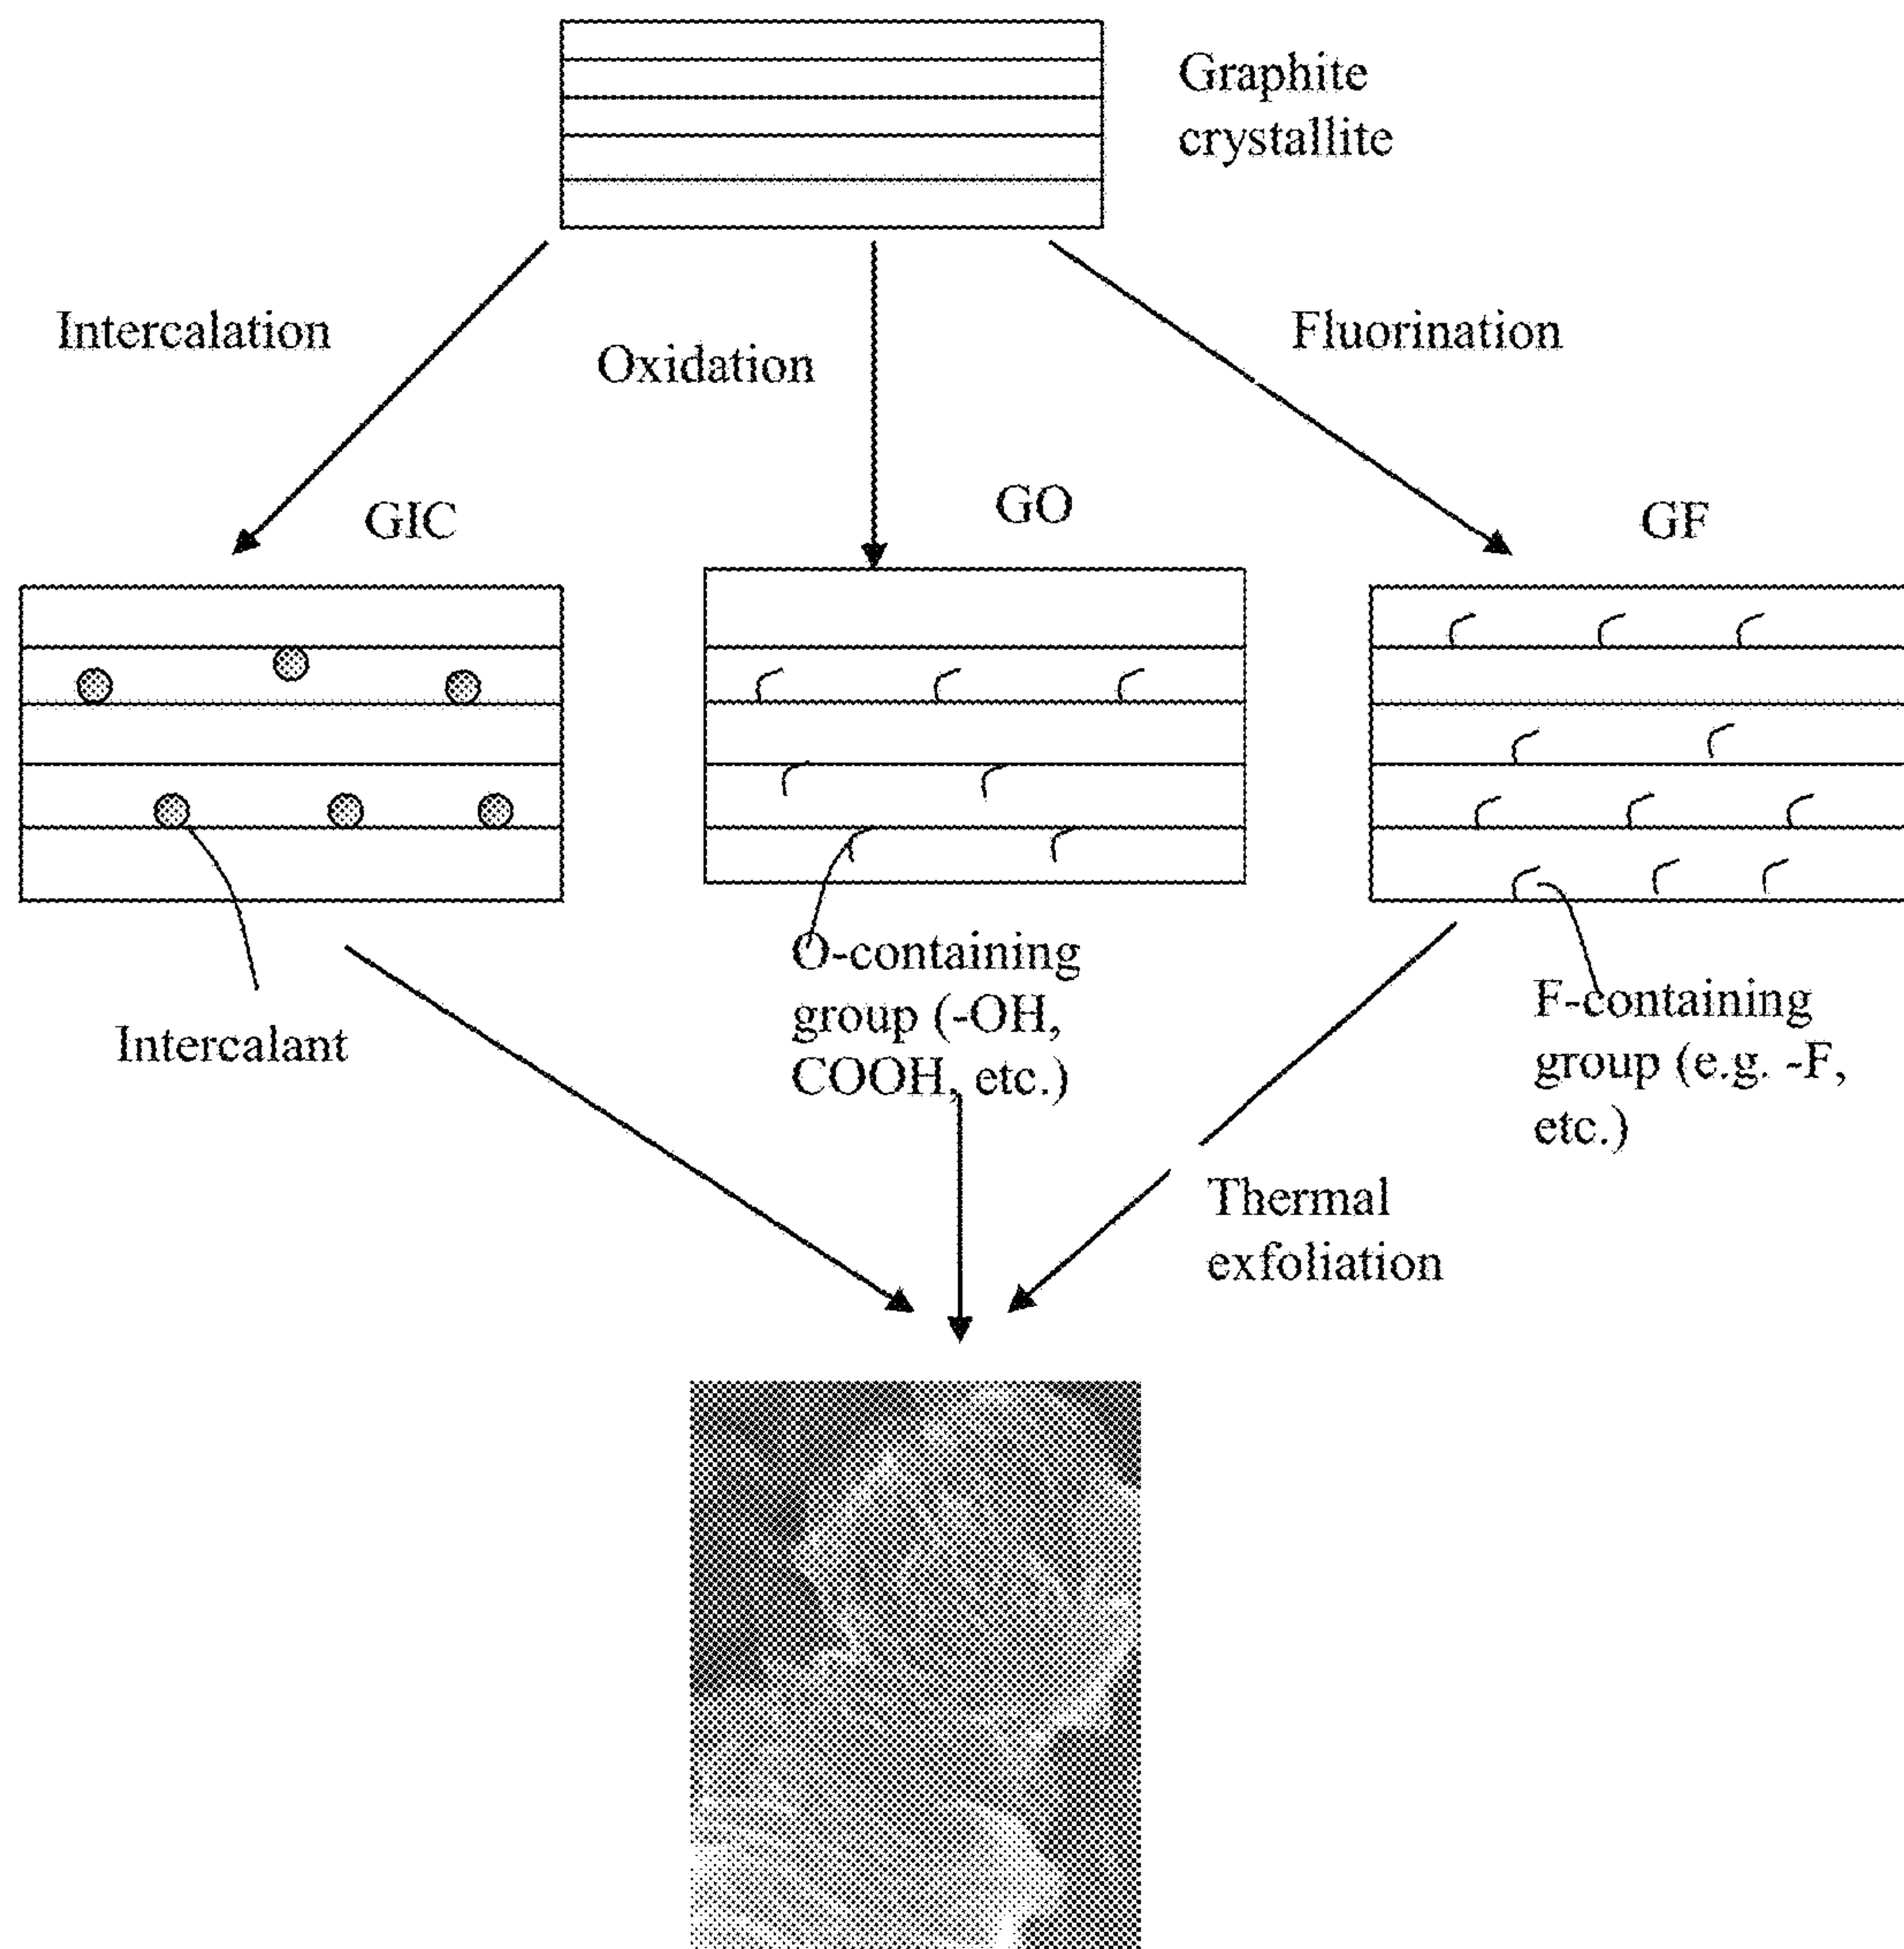 Graphite
crystallite
Intercalation
Oxidation
Fluorination
GIC
GO
GF
Intercalant
O-containing
group (-OH,
COOH, etc.)
F-containing
group (e.g. -F,
etc.)
Thermal
exfoliation